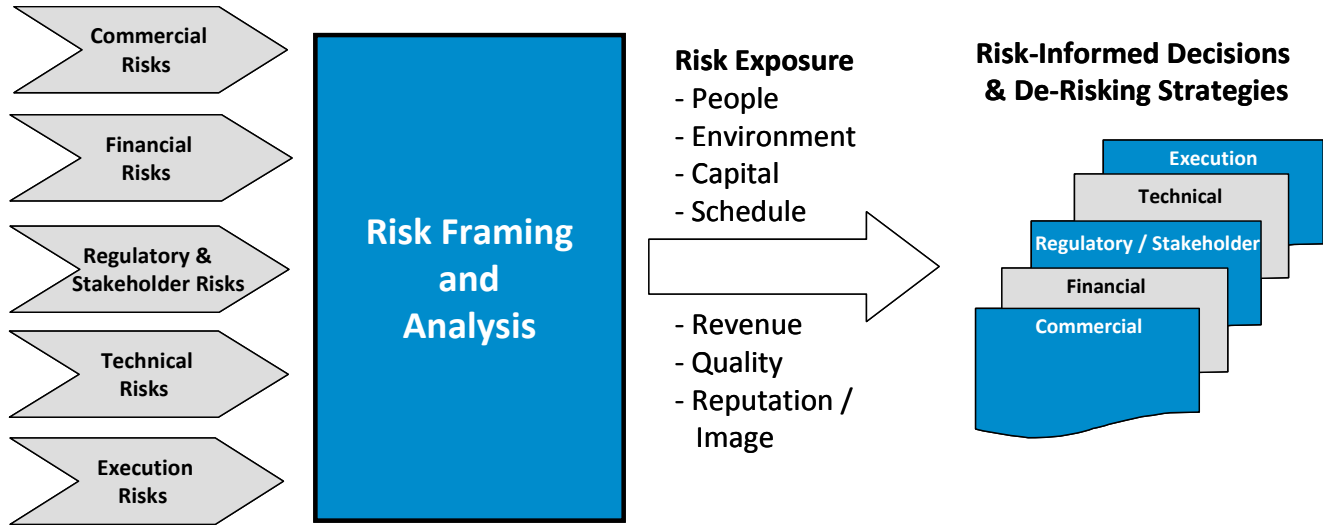 Commercial
Risks
Financial
Risks
Regulatory &
Stakeholder Risks
Technical
Risks
Execution
Risks
Risk Framing
and
Analysis
Risk Exposure
- People
- Environment
- Capital
- Schedule
- Revenue
- Quality
- Reputation /
Image
Risk-Informed Decisions
& De-Risking Strategies
Execution
Technical
Regulatory / Stakeholder
Financial
Commercial